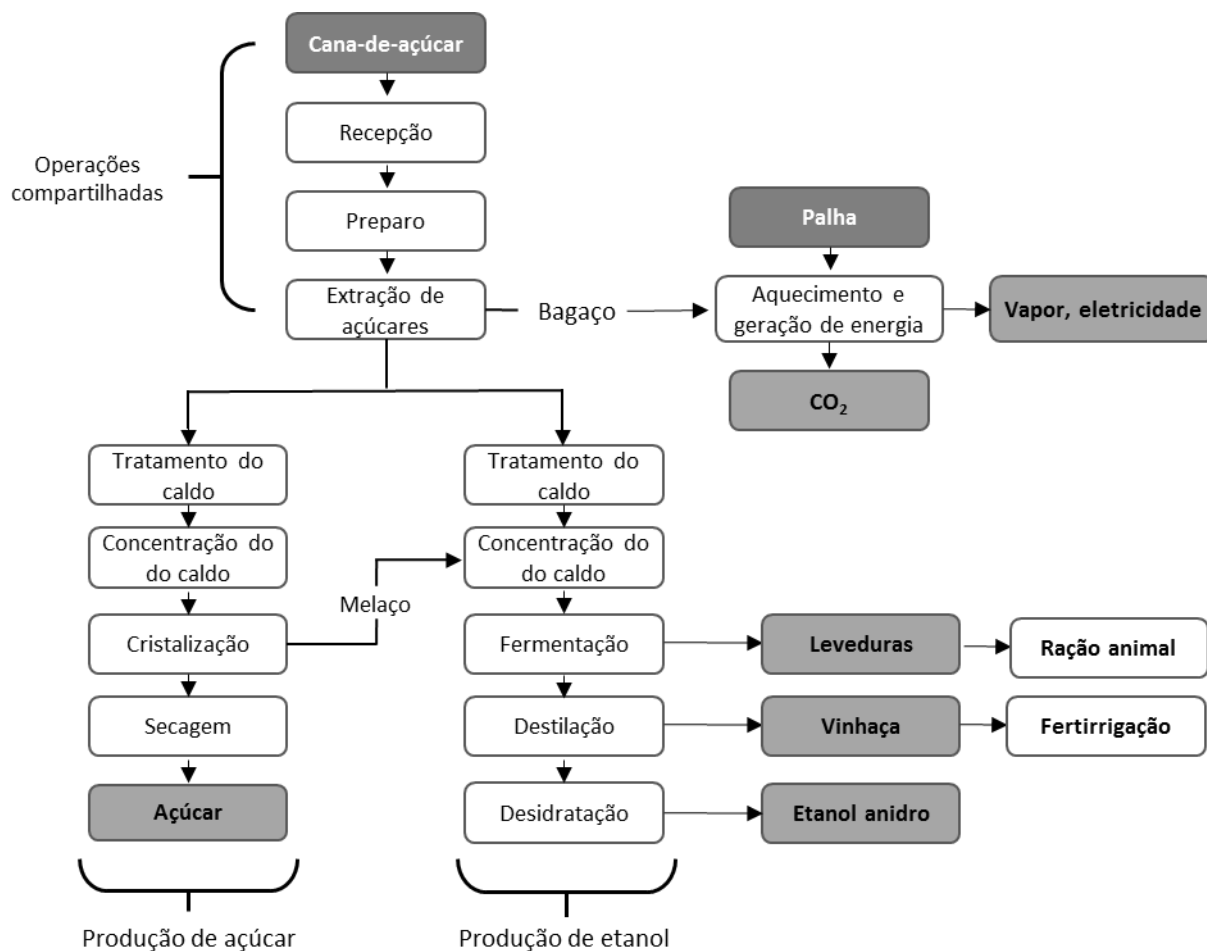 Cana-de-açúcar
Recepção
Operações
compartilhadas
Preparo
Palha
Extração de
açúcares
Bagaço
Aquecimento e
geração de energia
Vapor, eletricidade
CO₂
Tratamento do
caldo
Tratamento do
caldo
Concentração do
do caldo
Concentração do
do caldo
Melaço
Cristalização
Fermentação
Leveduras
Ração animal
Secagem
Destilação
Vinhaça
Fertirrigação
Açúcar
Desidratação
Etanol anidro
Produção de açúcar
Produção de etanol